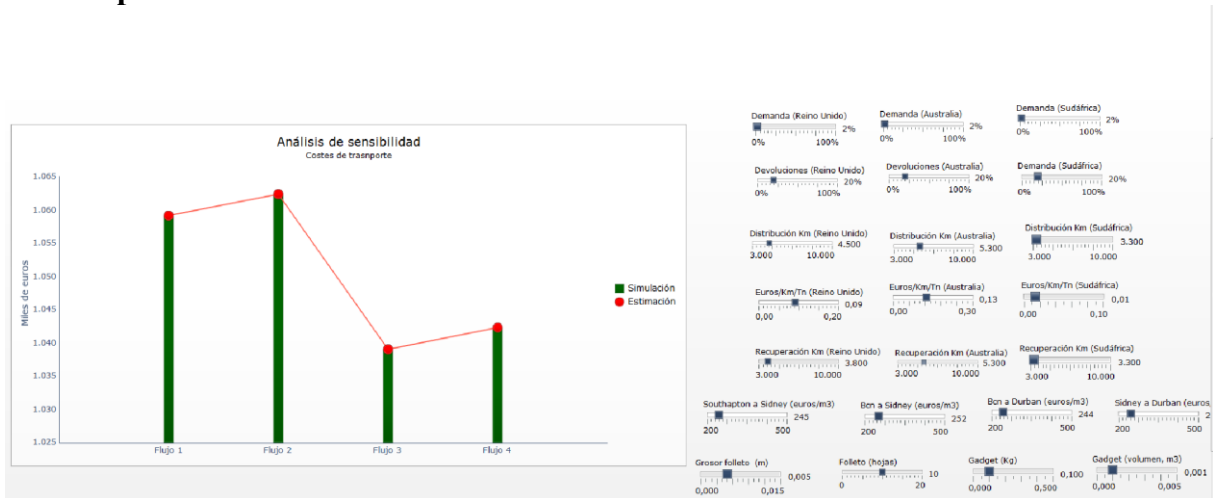 Análisis de sensibilidad
Costes de trasnporte
1.065
1.060
1.055
1.050
1.045
1.040
1.035
1.030
1.025
Miles de euros
Flujo 1 Flujo 2 Flujo 3 Flujo 4
Simulación
Estimación
Demanda (Reino Unido) Demanda (Australia) Demanda (Sudáfrica)
2% 2% 2%
0% 100% 0% 100% 0% 100%
Devoluciones (Reino Unido) Devoluciones (Australia) Demanda (Sudáfrica)
20% 20% 20%
0% 100% 0% 100% 0% 100%
Distribución Km (Reino Unido) Distribución Km (Australia) Distribución Km (Sudáfrica)
4.500 5.300 3.300
3.000 10.000 3.000 10.000 3.000 10.000
Euros/Km/Tn (Reino Unido) Euros/Km/Tn (Australia) Euros/Km/Tn (Sudáfrica)
0,09 0,13 0,01
0,00 0,20 0,00 0,30 0,00 0,10
Recuperación Km (Reino Unido) Recuperación Km (Australia) Recuperación Km (Sudáfrica)
3.800 5.300 3.300
3.000 10.000 3.000 10.000 3.000 10.000
Southapton a Sidney (euros/m3) Bcn a Sidney (euros/m3) Bcn a Durban (euros/m3) Sidney a Durban (euros
245 252 244 2
200 500 200 500 200 500 200 500
Grosor folleto (m) Folleto (hojas) Gadget (Kg) Gadget (volumen, m3)
0,005 10 0,100 0,001
0,000 0,015 0 20 0,000 0,500 0,000 0,005